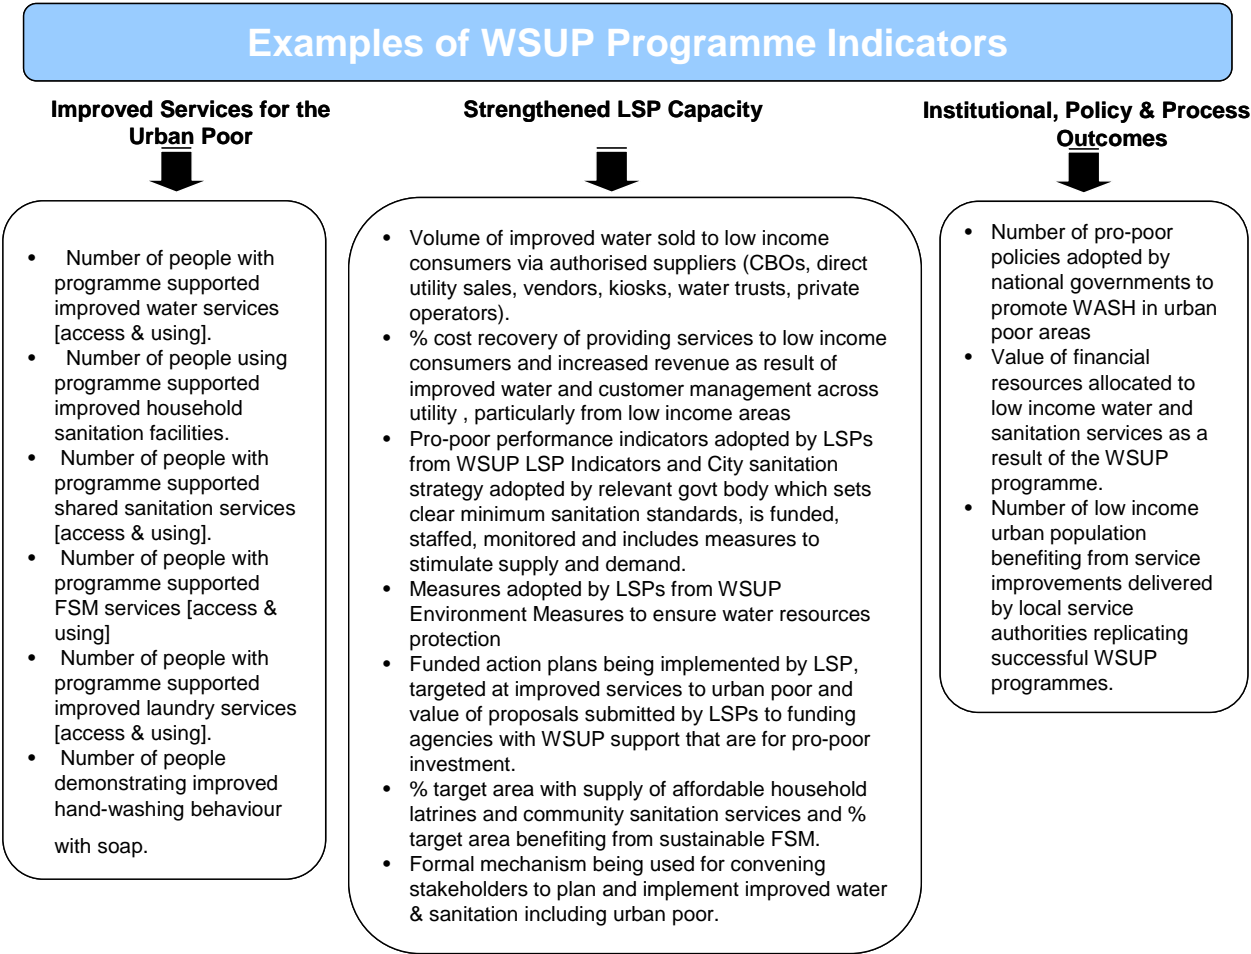 Examples of WSUP Programme Indicators
Improved Services for the
Urban Poor
• Number of people with
programme supported
improved water services
[access & using].
• Number of people using
programme supported
improved household
sanitation facilities.
• Number of people with
programme supported
shared sanitation services
[access & using].
• Number of people with
programme supported
FSM services [access &
using]
• Number of people with
programme supported
improved laundry services
[access & using].
• Number of people
demonstrating improved
hand-washing behaviour
with soap.
Strengthened LSP Capacity
• Volume of improved water sold to low income
consumers via authorised suppliers (CBOs, direct
utility sales, vendors, kiosks, water trusts, private
operators).
• % cost recovery of providing services to low income
consumers and increased revenue as result of
improved water and customer management across
utility , particularly from low income areas
• Pro-poor performance indicators adopted by LSPs
from WSUP LSP Indicators and City sanitation
strategy adopted by relevant govt body which sets
clear minimum sanitation standards, is funded,
staffed, monitored and includes measures to
stimulate supply and demand.
• Measures adopted by LSPs from WSUP
Environment Measures to ensure water resources
protection
• Funded action plans being implemented by LSP,
targeted at improved services to urban poor and
value of proposals submitted by LSPs to funding
agencies with WSUP support that are for pro-poor
investment.
• % target area with supply of affordable household
latrines and community sanitation services and %
target area benefiting from sustainable FSM.
• Formal mechanism being used for convening
stakeholders to plan and implement improved water
& sanitation including urban poor.
Institutional, Policy & Process
Outcomes
• Number of pro-poor
policies adopted by
national governments to
promote WASH in urban
poor areas
• Value of financial
resources allocated to
low income water and
sanitation services as a
result of the WSUP
programme.
• Number of low income
urban population
benefiting from service
improvements delivered
by local service
authorities replicating
successful WSUP
programmes.